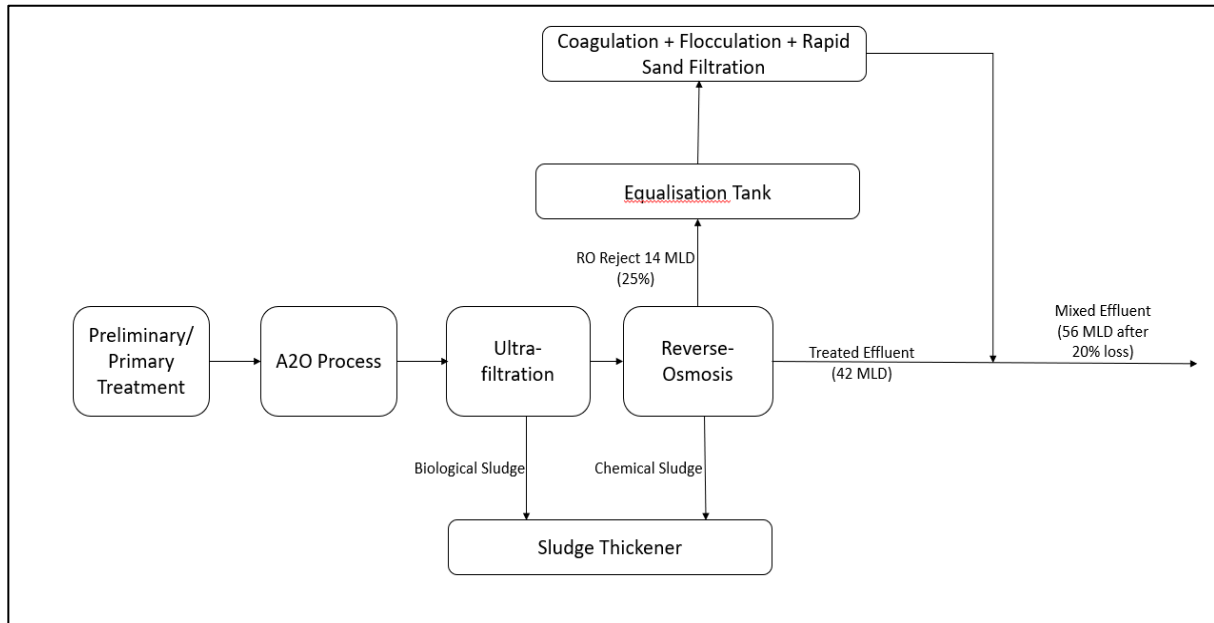 Coagulation + Flocculation + Rapid
Sand Filtration
Equalisation Tank
RO Reject 14 MLD
(25%)
Preliminary/
Primary
Treatment
A2O Process
Ultra-
filtration
Reverse-
Osmosis
Treated Effluent
(42 MLD)
Mixed Effluent
(56 MLD after
20% loss)
Biological Sludge
Chemical Sludge
Sludge Thickener